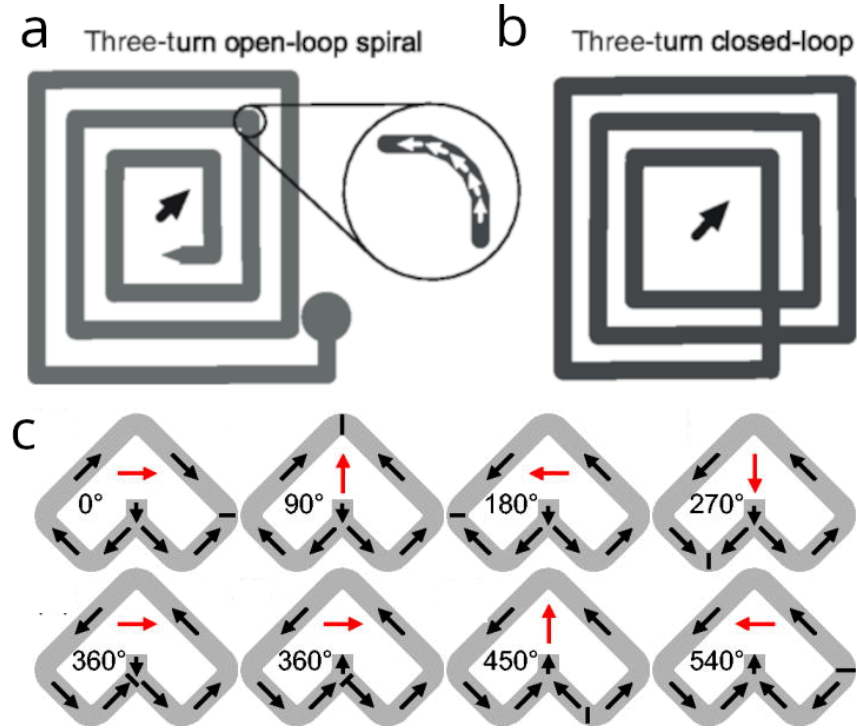 a
Three-turn open-loop spiral
b
Three-turn closed-loop
c
0°
90°
180°
270°
360°
360°
450°
540°